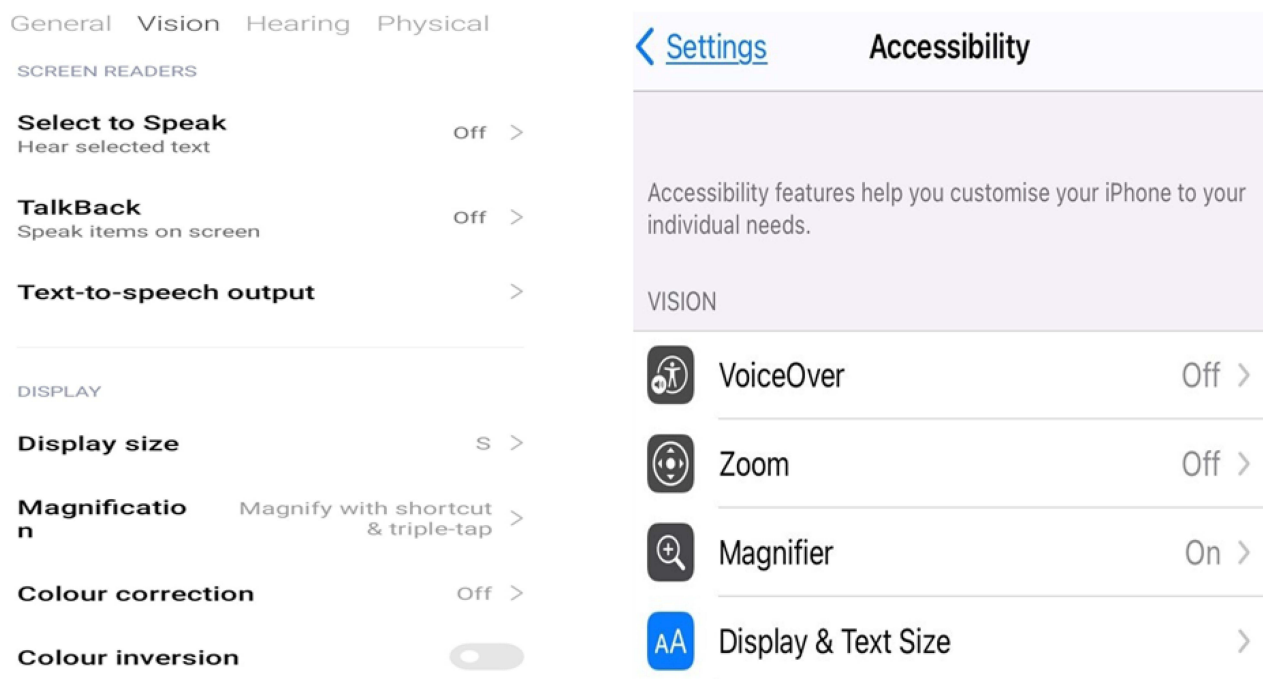 General Vision Hearing Physical
SCREEN READERS
Select to Speak
Hear selected text
Off
TalkBack
Speak items on screen
Off
Text-to-speech output
DISPLAY
Display size S
Magnificatio
n
Magnify with shortcut
& triple-tap
Colour correction Off
Colour inversion
Settings Accessibility
Accessibility features help you customise your iPhone to your
individual needs.
VISION
VoiceOver Off
Zoom Off
Magnifier On
AA Display & Text Size